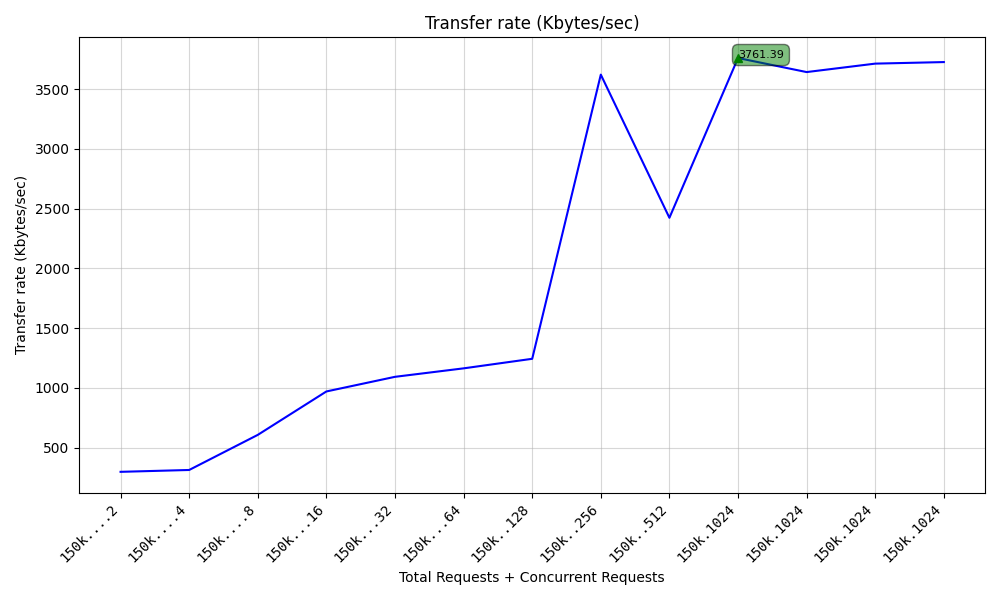 Transfer rate (Kbytes/sec)
3761.39
Transfer rate (Kbytes/sec)
3500
3000
2500
2000
1500
1000
500
150k....2
150k....4
150k....8
150k...16
150k...32
150k...64
150k..128
150k..256
150k..512
150k.1024
150k.1024
150k.1024
150k.1024
Total Requests + Concurrent Requests